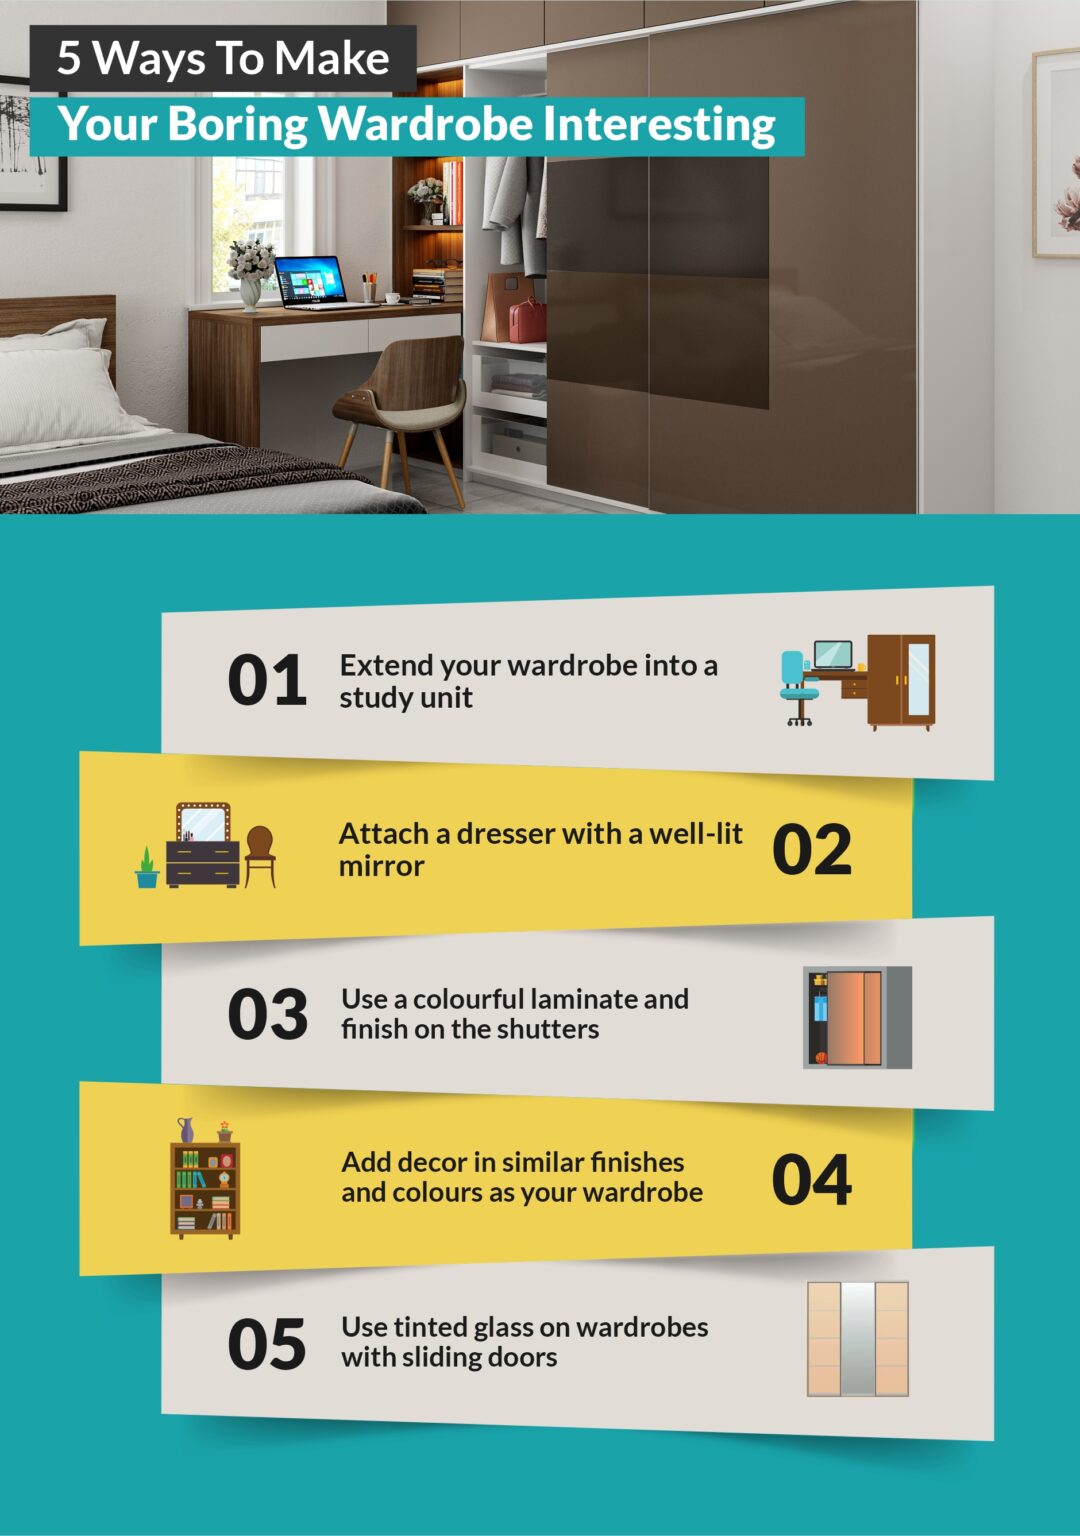 5 Ways To Make
Your Boring Wardrobe Interesting
01
Extend your wardrobe into a
study unit
Attach a dresser with a well-lit
mirror
02
03
Use a colourful laminate and
finish on the shutters
Add decor in similar finishes
and colours as your wardrobe
04
05
Use tinted glass on wardrobes
with sliding doors